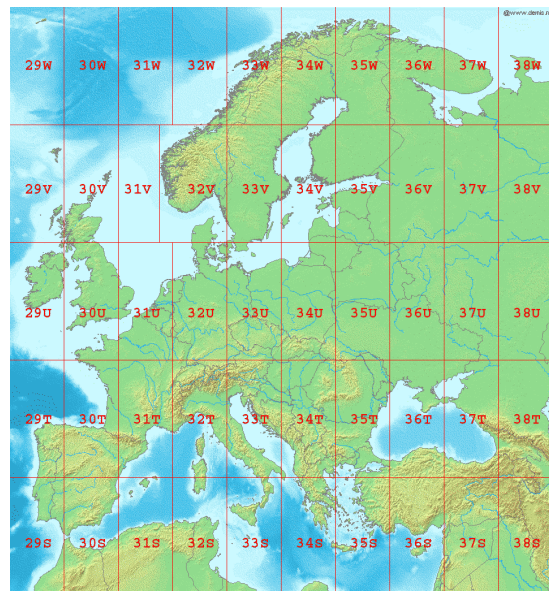 @www.demis.nl
29W 30W 31W 32W 33W 34W 35W 36W 37W 38W
29V 30V 31V 32V 33V 34V 35V 36V 37V 38V
29U 30U 31U 32U 33U 34U 35U 36U 37U 38U
29T 30T 31T 32T 33T 34T 35T 36T 37T 38T
29S 30S 31S 32S 33S 34S 35S 36S 37S 38S